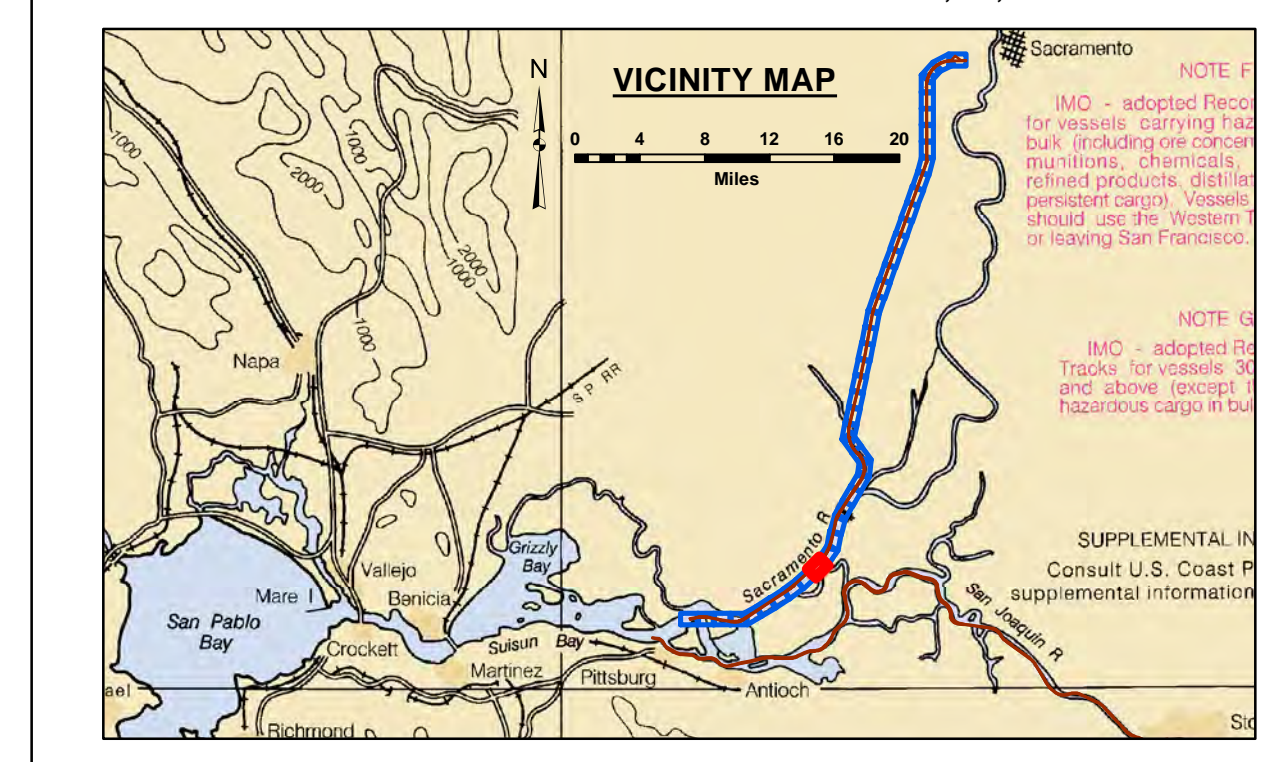 VICINITY MAP
N
0 4 8 12 16 20
Miles
Sacramento
NOTE F
IMO - adopted Recor
for vessels carrying haz
bulk (including ore concen
munitions, chemicals,
refined products, distillat
persistent cargo). Vessels
should use the Western T
or leaving San Francisco.
NOTE G
IMO - adopted Re
Tracks for vessels 30
and above (except t
hazardous cargo in bul
1000
1000
2000
2000
1000
1000
Napa
S P RR
SUPPLEMENTAL IN
Consult U.S. Coast P
supplemental information
Grizzly
Bay
Sacramento R
Vallejo
Mare I
Benicia
San Pablo
Bay
Crockett
Suisun Bay
Martinez
Pittsburg
Antioch
San Joaquin R
ael
Richmond
Sto